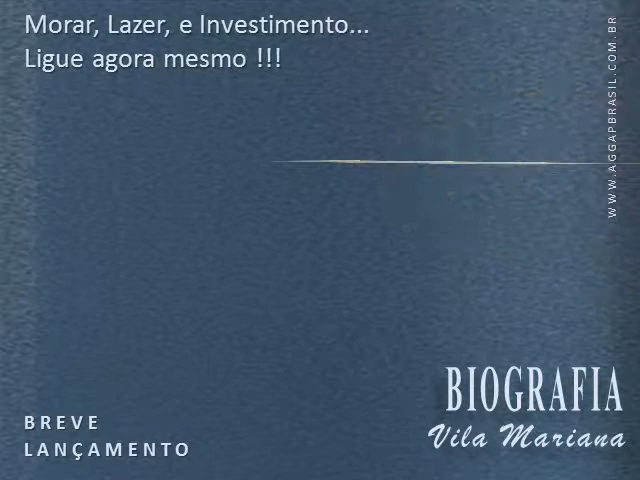 Morar, Lazer, e Investimento...
Ligue agora mesmo !!!
WWW.AGGAPBRASIL.COM.BR
BIOGRAFIA
Vila Mariana
BREVE
LANÇAMENTO